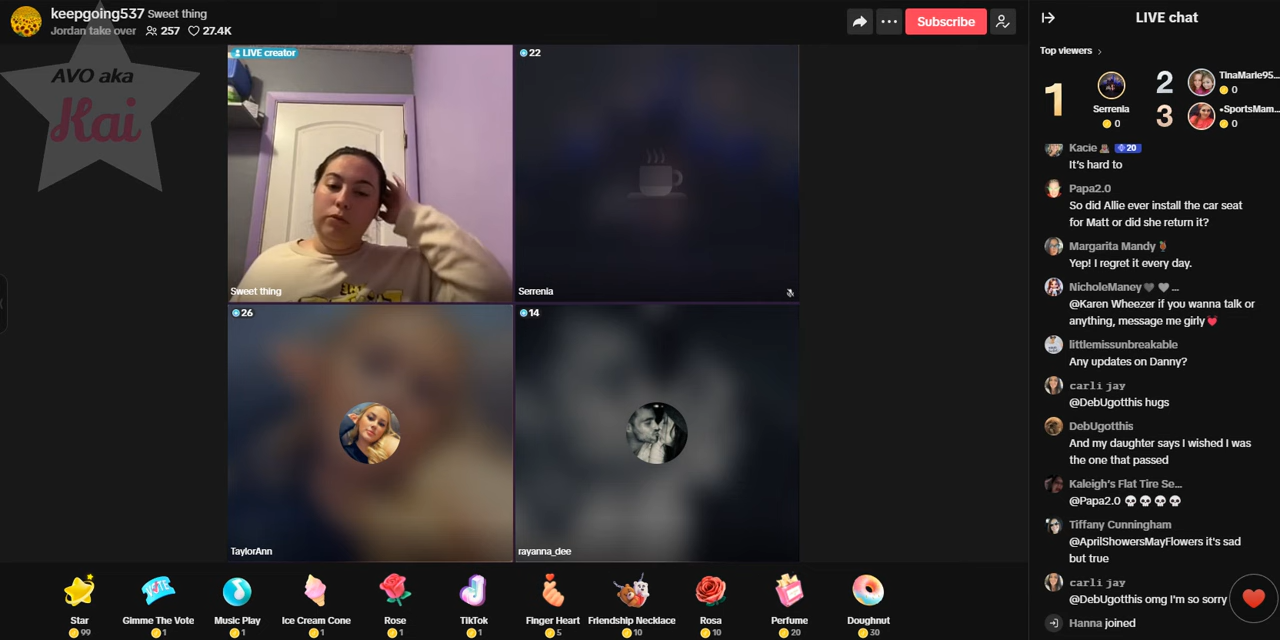 keepgoing537 Sweet thing
Jordan take over 257 27.4K
Subscribe
AVO aka
Kai
LIVE creator
Sweet thing
22
Serrenia
26
TaylorAnn
14
rayanna_dee
Star
99
Gimme The Vote
1
Music Play
1
Ice Cream Cone
1
Rose
1
TikTok
1
Finger Heart
5
Friendship Necklace
10
Rosa
10
Perfume
20
Doughnut
30
LIVE chat
Top viewers
1
Serrenia
0
2
TinaMarie95...
0
3
•SportsMam...
0
Kacie 20
It's hard to
Papa2.0
So did Allie ever install the car seat
for Matt or did she return it?
Margarita Mandy
Yep! I regret it every day.
NicholeManey🖤🤍 ...
@Karen Wheezer if you wanna talk or
anything, message me girly💓
littlemissunbreakable
Any updates on Danny?
carli jay
@DebUgotthis hugs
DebUgotthis
And my daughter says I wished I was
the one that passed
Kaleigh's Flat Tire Se...
@Papa2.0 💀💀💀💀
Tiffany Cunningham
@AprilShowersMayFlowers it's sad
but true
carli jay
@DebUgotthis omg I'm so sorry
Hanna joined